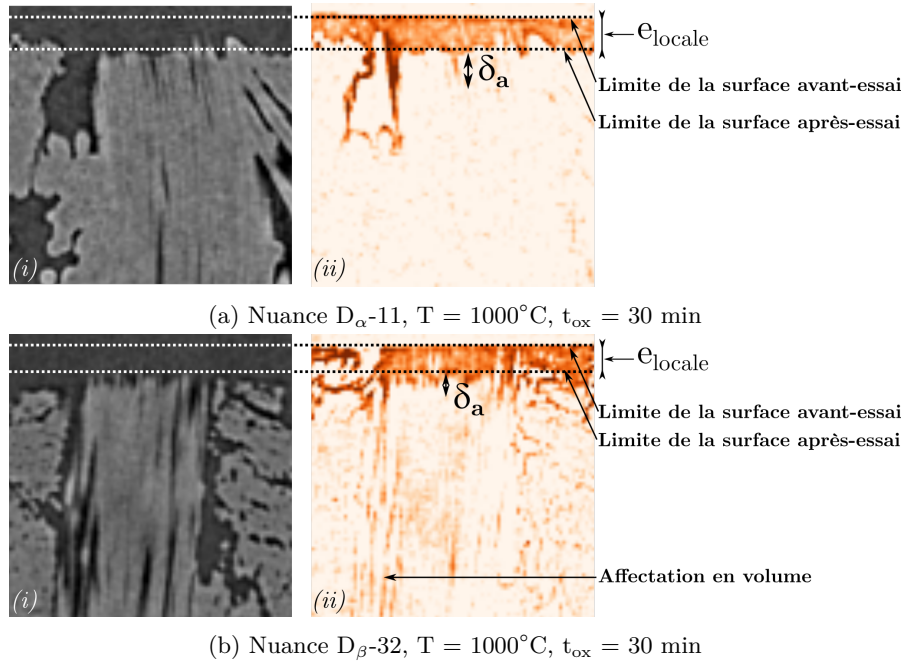 e_locale
δ_a
Limite de la surface avant-essai
Limite de la surface après-essai
(i)
(ii)
(a) Nuance D_α-11, T = 1000°C, t_ox = 30 min
e_locale
δ_a
Limite de la surface avant-essai
Limite de la surface après-essai
Affectation en volume
(i)
(ii)
(b) Nuance D_β-32, T = 1000°C, t_ox = 30 min